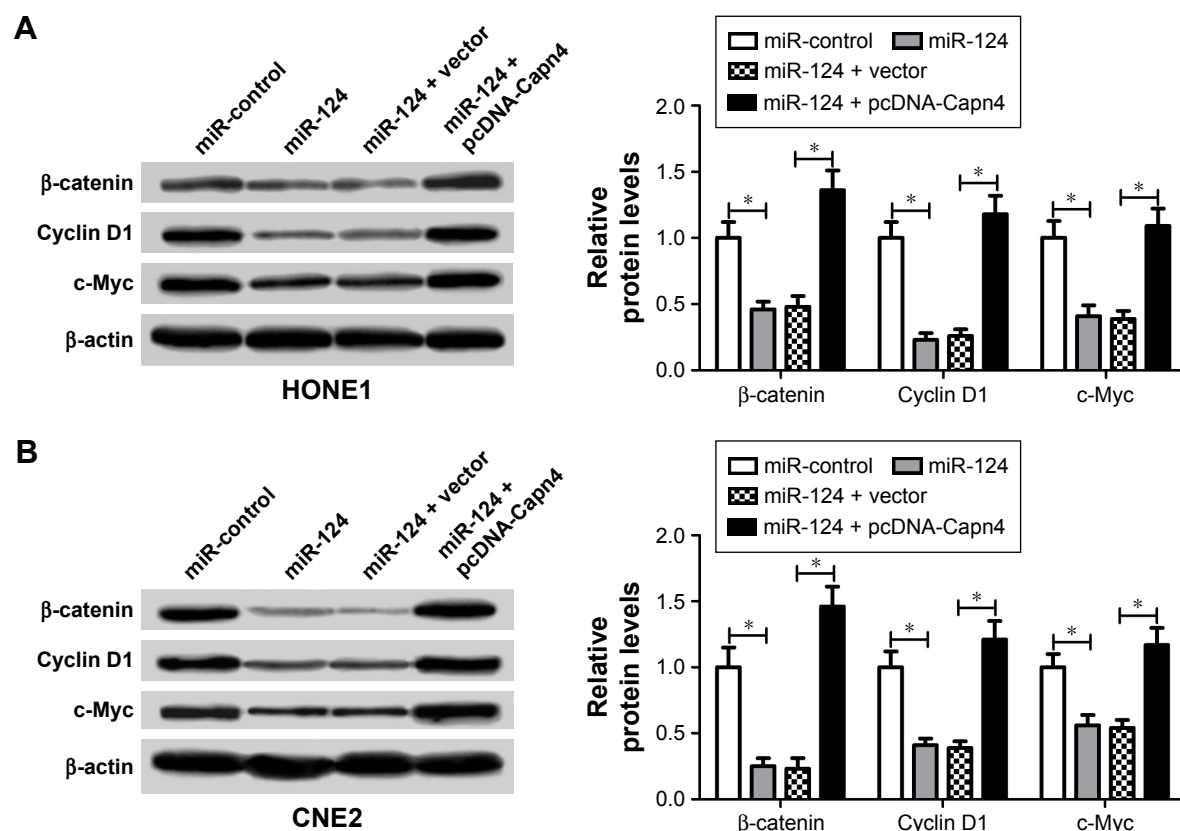 A
miR-control
miR-124
miR-124 + vector
miR-124 +
pcDNA-Capn4
β-catenin
Cyclin D1
c-Myc
β-actin
HONE1
miR-control miR-124
miR-124 + vector
miR-124 + pcDNA-Capn4
Relative
protein levels
2.0
1.5
1.0
0.5
0.0
* * * * * *
β-catenin Cyclin D1 c-Myc
B
miR-control
miR-124
miR-124 + vector
miR-124 +
pcDNA-Capn4
β-catenin
Cyclin D1
c-Myc
β-actin
CNE2
miR-control miR-124
miR-124 + vector
miR-124 + pcDNA-Capn4
Relative
protein levels
2.0
1.5
1.0
0.5
0.0
* * * * * *
β-catenin Cyclin D1 c-Myc